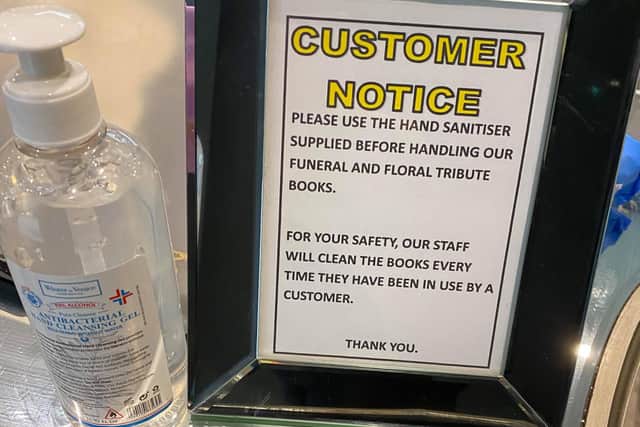 CUSTOMER
NOTICE
PLEASE USE THE HAND SANITISER
SUPPLIED BEFORE HANDLING OUR
FUNERAL AND FLORAL TRIBUTE
BOOKS.
FOR YOUR SAFETY, OUR STAFF
WILL CLEAN THE BOOKS EVERY
TIME THEY HAVE BEEN IN USE BY A
CUSTOMER.
THANK YOU.
ALCOHOL
ANTIBACTERIAL
HAND CLEANSING GEL